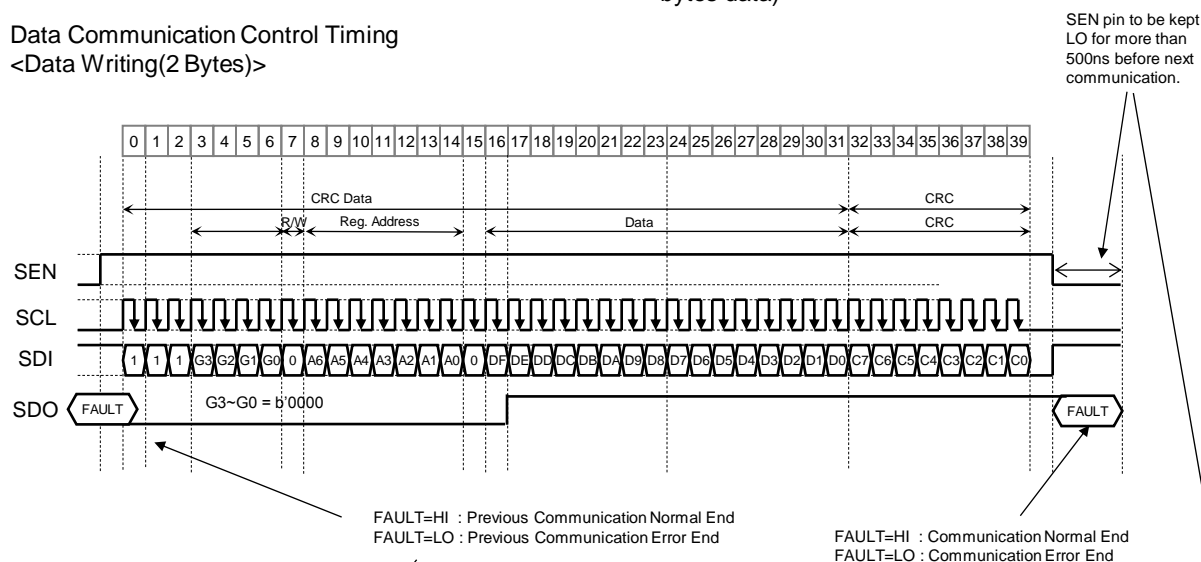 bytes data)
Data Communication Control Timing
<Data Writing(2 Bytes)>
SEN pin to be kept
LO for more than
500ns before next
communication.
0 1 2 3 4 5 6 7 8 9 10 11 12 13 14 15 16 17 18 19 20 21 22 23 24 25 26 27 28 29 30 31 32 33 34 35 36 37 38 39
CRC Data CRC
R/W Reg. Address Data CRC
SEN
SCL
SDI 1 1 1 G3 G2 G1 G0 0 A6 A5 A4 A3 A2 A1 A0 0 DF DE DD DC DB DA D9 D8 D7 D6 D5 D4 D3 D2 D1 D0 C7 C6 C5 C4 C3 C2 C1 C0
SDO FAULT G3~G0 = b'0000 FAULT
FAULT=HI : Previous Communication Normal End
FAULT=LO : Previous Communication Error End
FAULT=HI : Communication Normal End
FAULT=LO : Communication Error End